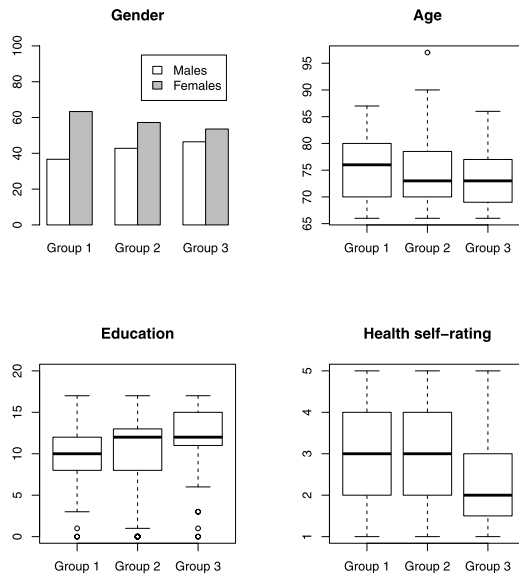 Gender
100
80
60
40
20
0
Males
Females
Group 1 Group 2 Group 3
Age
95
90
85
80
75
70
65
Group 1 Group 2 Group 3
Education
20
15
10
5
0
Group 1 Group 2 Group 3
Health self−rating
5
4
3
2
1
Group 1 Group 2 Group 3